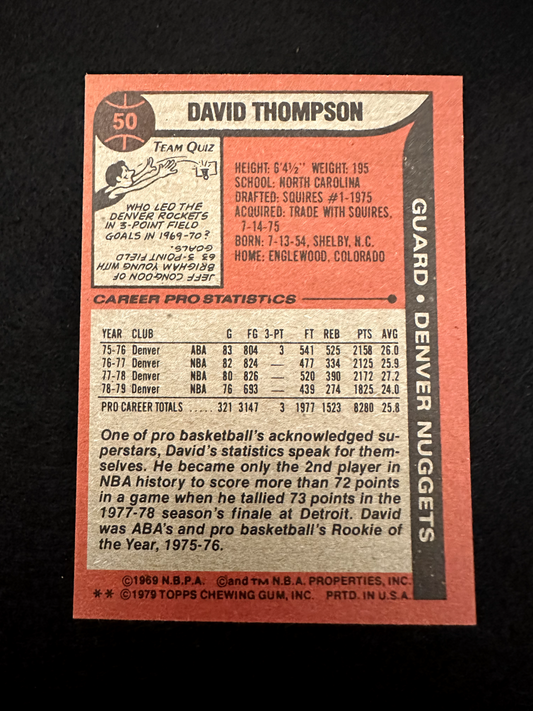 50
DAVID THOMPSON
TEAM QUIZ
WHO LED THE
DENVER ROCKETS
IN 3-POINT FIELD
GOALS IN 1969-70?
JEFF CONGDON OF
BRIGHAM YOUNG WITH
63 3-POINT FIELD
GOALS.
HEIGHT: 6'4½" WEIGHT: 195
SCHOOL: NORTH CAROLINA
DRAFTED: SQUIRES #1-1975
ACQUIRED: TRADE WITH SQUIRES,
7-14-75
BORN: 7-13-54, SHELBY, N.C.
HOME: ENGLEWOOD, COLORADO
GUARD • DENVER NUGGETS
CAREER PRO STATISTICS
YEAR CLUB G FG 3-PT FT REB PTS AVG
75-76 Denver ABA 83 804 3 541 525 2158 26.0
76-77 Denver NBA 82 824 — 477 334 2125 25.9
77-78 Denver NBA 80 826 — 520 390 2172 27.2
78-79 Denver NBA 76 693 — 439 274 1825 24.0
PRO CAREER TOTALS ..... 321 3147 3 1977 1523 8280 25.8
One of pro basketball's acknowledged su-
perstars, David's statistics speak for them-
selves. He became only the 2nd player in
NBA history to score more than 72 points
in a game when he tallied 73 points in the
1977-78 season's finale at Detroit. David
was ABA's and pro basketball's Rookie of
the Year, 1975-76.
©1969 N.B.P.A. ©and TM N.B.A. PROPERTIES, INC.
** ©1979 TOPPS CHEWING GUM, INC. PRTD. IN U.S.A.